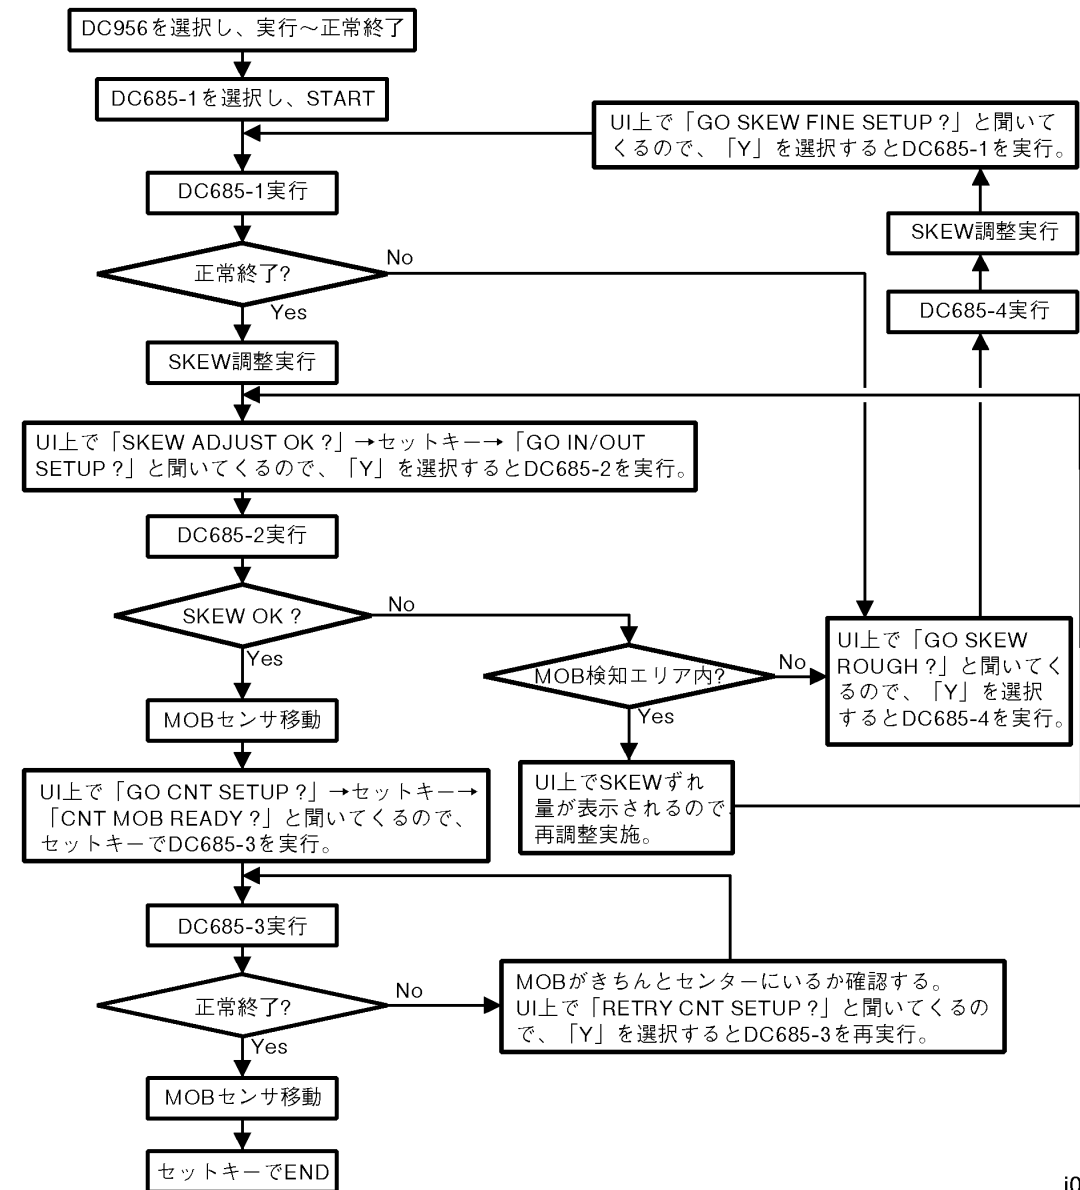 DC956を選択し、実行～正常終了
DC685-1を選択し、START
UI上で「GO SKEW FINE SETUP ?」と聞いて
くるので、「Y」を選択するとDC685-1を実行。
DC685-1実行
SKEW調整実行
正常終了?
No
Yes
DC685-4実行
SKEW調整実行
UI上で「SKEW ADJUST OK ?」→セットキー→「GO IN/OUT
SETUP ?」と聞いてくるので、「Y」を選択するとDC685-2を実行。
DC685-2実行
SKEW OK ?
No
Yes
MOB検知エリア内?
No
Yes
UI上で「GO SKEW
ROUGH ?」と聞いてく
るので、「Y」を選択
するとDC685-4を実行。
MOBセンサ移動
UI上でSKEWずれ
量が表示されるので、
再調整実施。
UI上で「GO CNT SETUP ?」→セットキー→
「CNT MOB READY ?」と聞いてくるので、
セットキーでDC685-3を実行。
DC685-3実行
正常終了?
No
Yes
MOBがきちんとセンターにいるか確認する。
UI上で「RETRY CNT SETUP ?」と聞いてくるの
で、「Y」を選択するとDC685-3を再実行。
MOBセンサ移動
セットキーでEND
j0